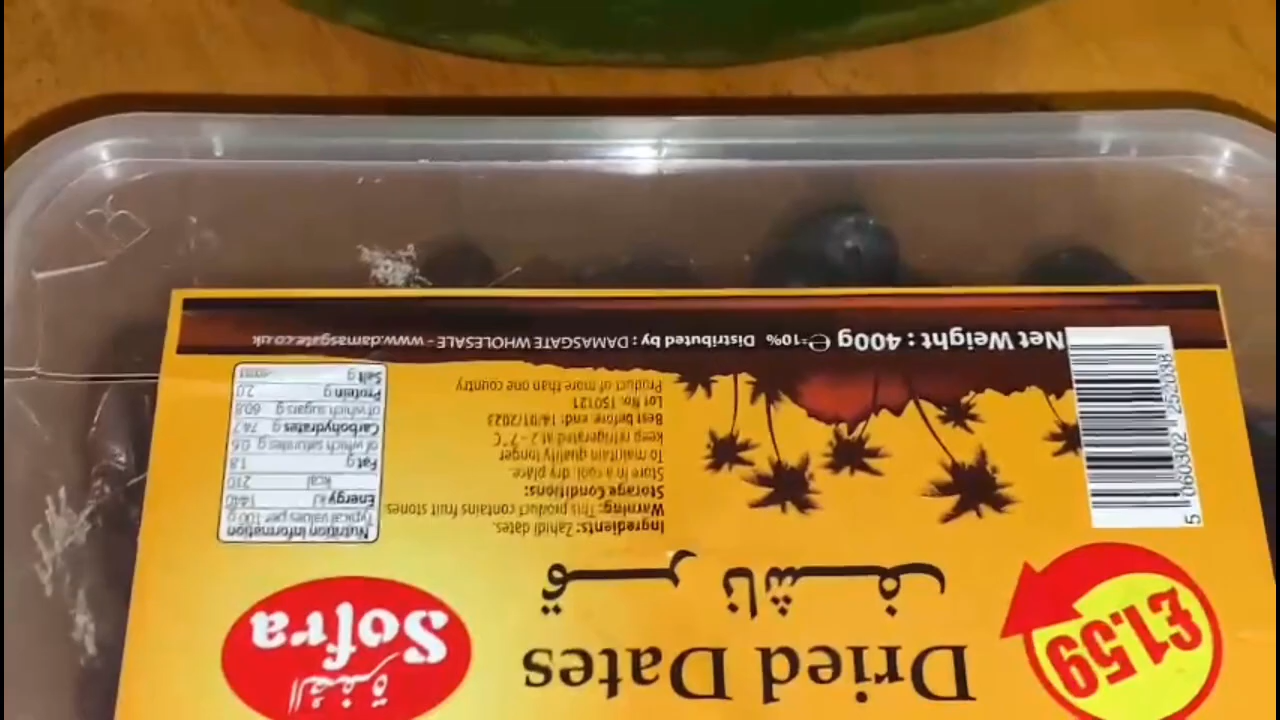 £1.59
Dried Dates
تمر ناشف
السفرة
Sofra
Ingredients: Zahidi dates.
Warning: This product contains fruit stones
Storage Conditions:
Store in a cool, dry place.
To maintain quality longer
keep refrigerated at 2-7°C
Best before end: 14/01/2023
Lot No. 150121
Product of more than one country
Nutrition Information
Typical values per 100 g
Energy kJ 1440
kcal 210
Fat g 1.8
of which saturates g 0.6
Carbohydrates g 74.2
of which sugars g 60.8
Protein g 2.0
Salt g
Net Weight : 400g e±10% Distributed by : DAMASGATE WHOLESALE - www.damasgate.co.uk
5 060302 252038